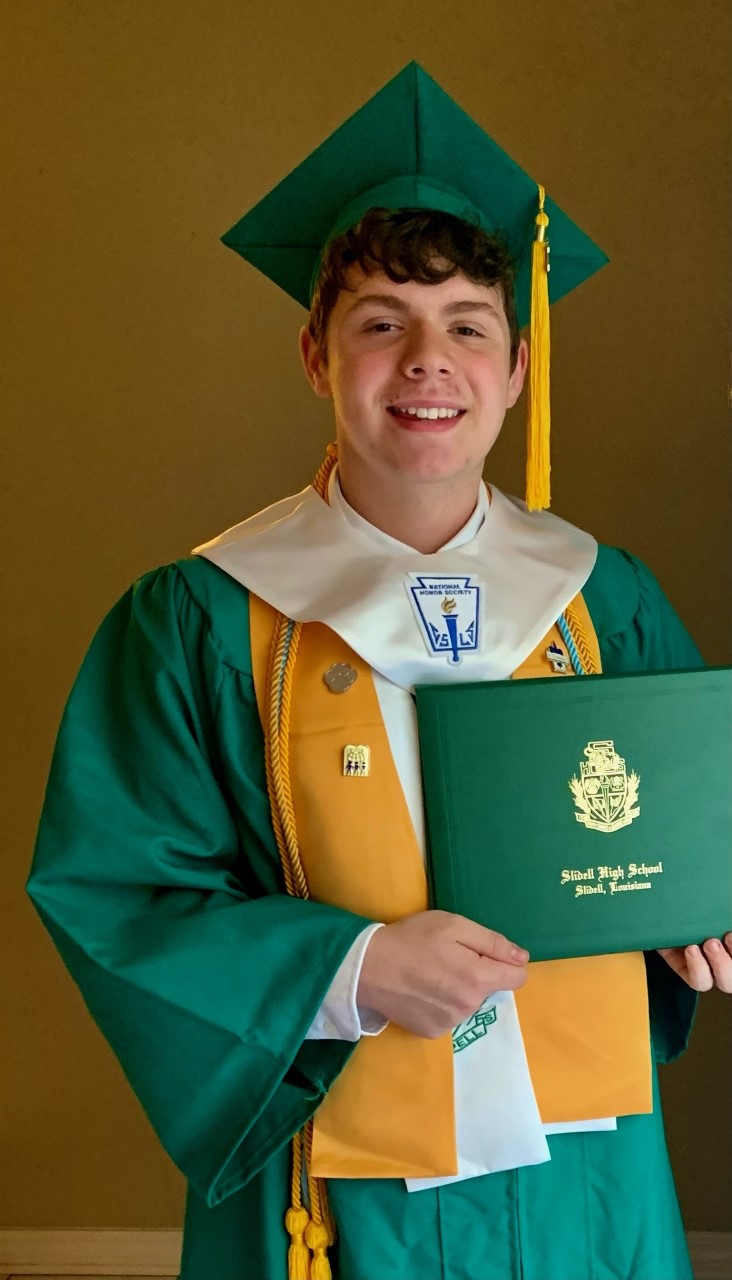 NATIONAL
HONOR SOCIETY
S L
Slidell High School
Slidell, Louisiana